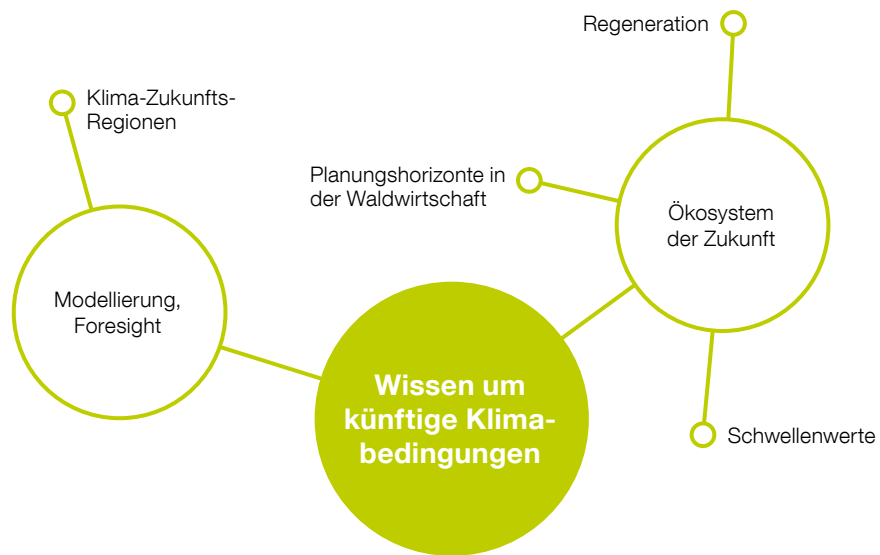 Regeneration
Klima-Zukunfts-
Regionen
Planungshorizonte in
der Waldwirtschaft
Ökosystem
der Zukunft
Modellierung,
Foresight
Wissen um
künftige Klima-
bedingungen
Schwellenwerte